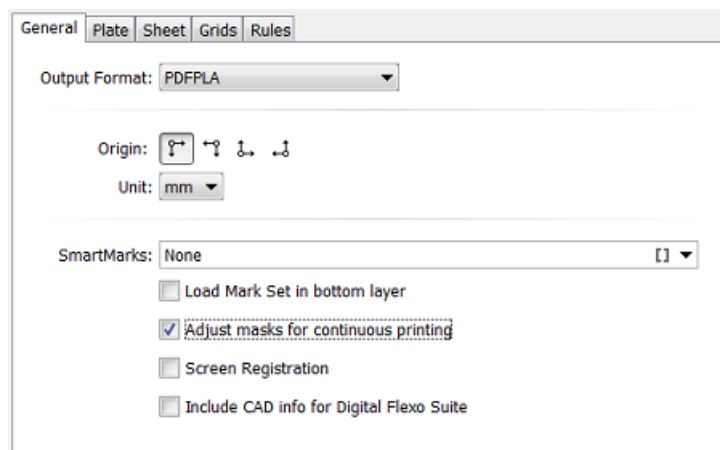 General Plate Sheet Grids Rules
Output Format: PDFPLA
Origin:
Unit: mm
SmartMarks: None []
Load Mark Set in bottom layer
Adjust masks for continuous printing
Screen Registration
Include CAD info for Digital Flexo Suite